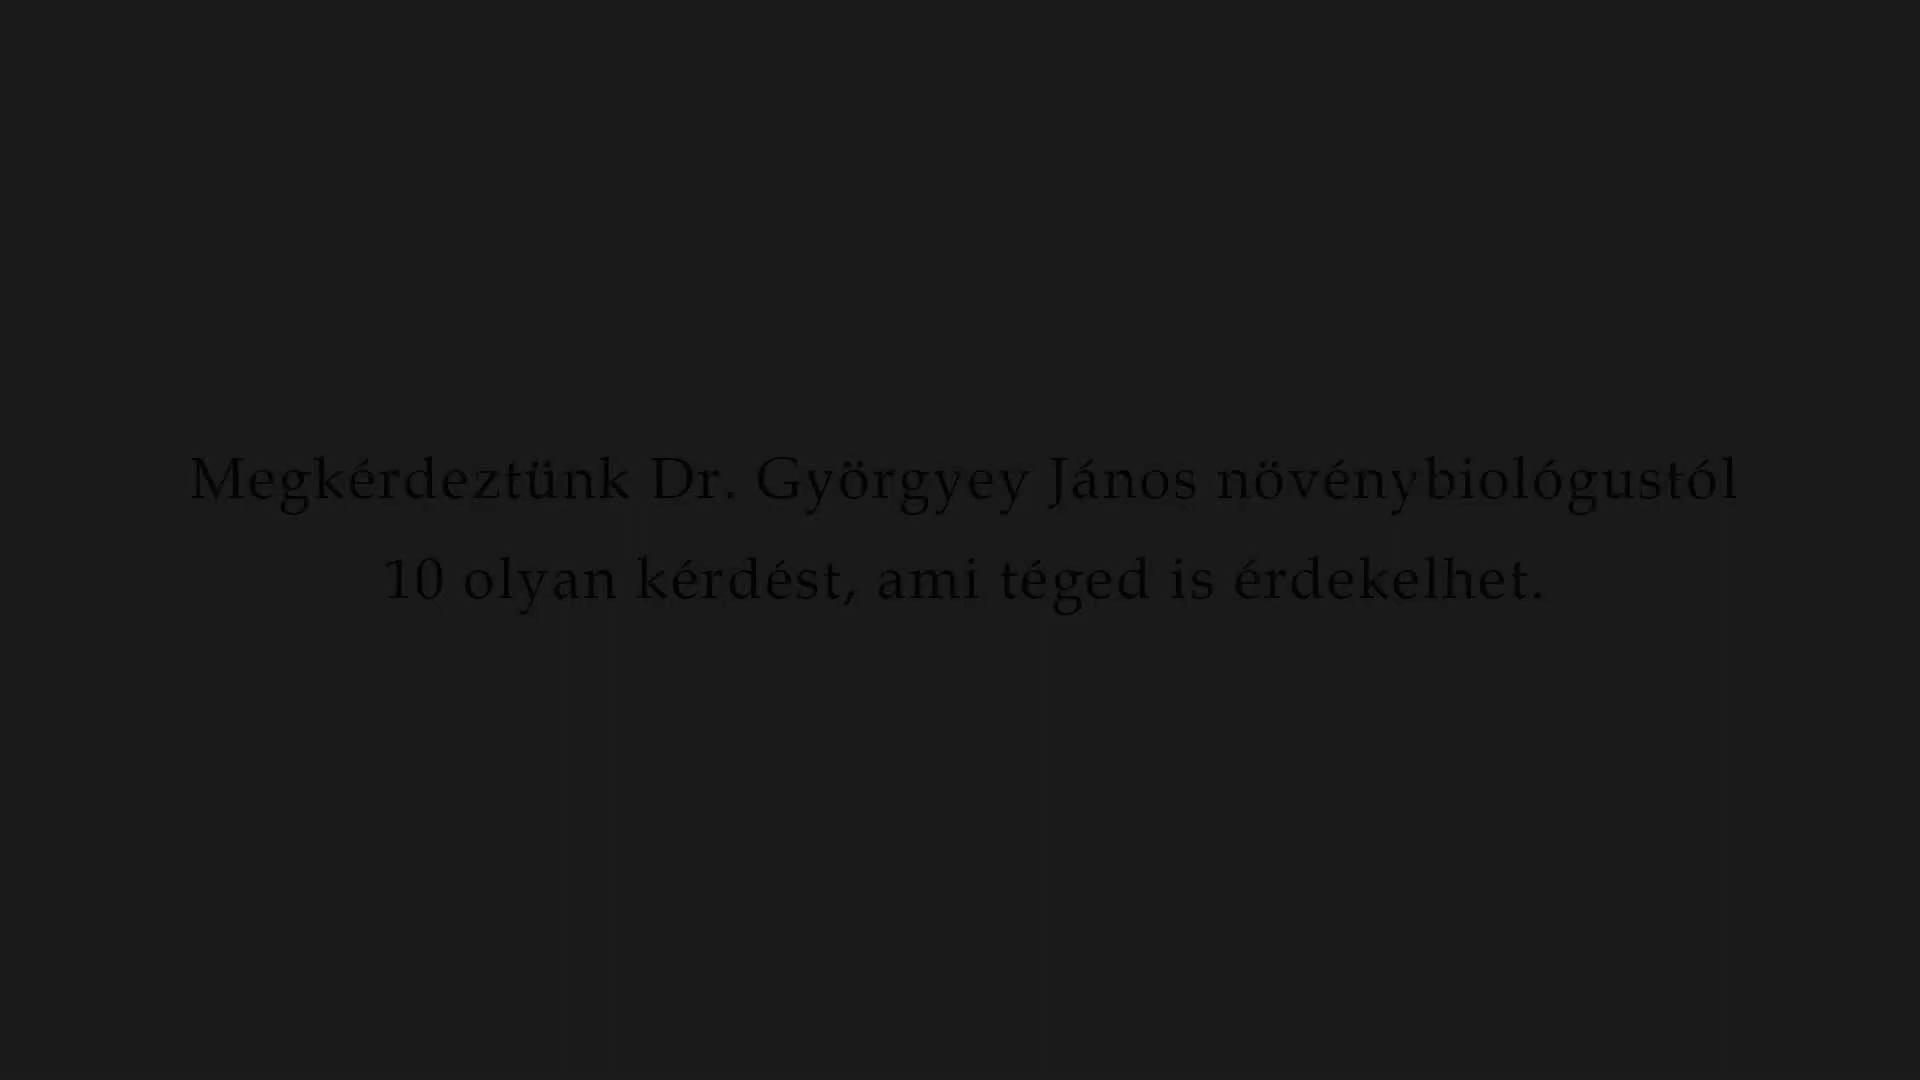 Megkérdeztünk Dr. Györgyey János növénybiológustól
10 olyan kérdést, ami téged is érdekelhet.